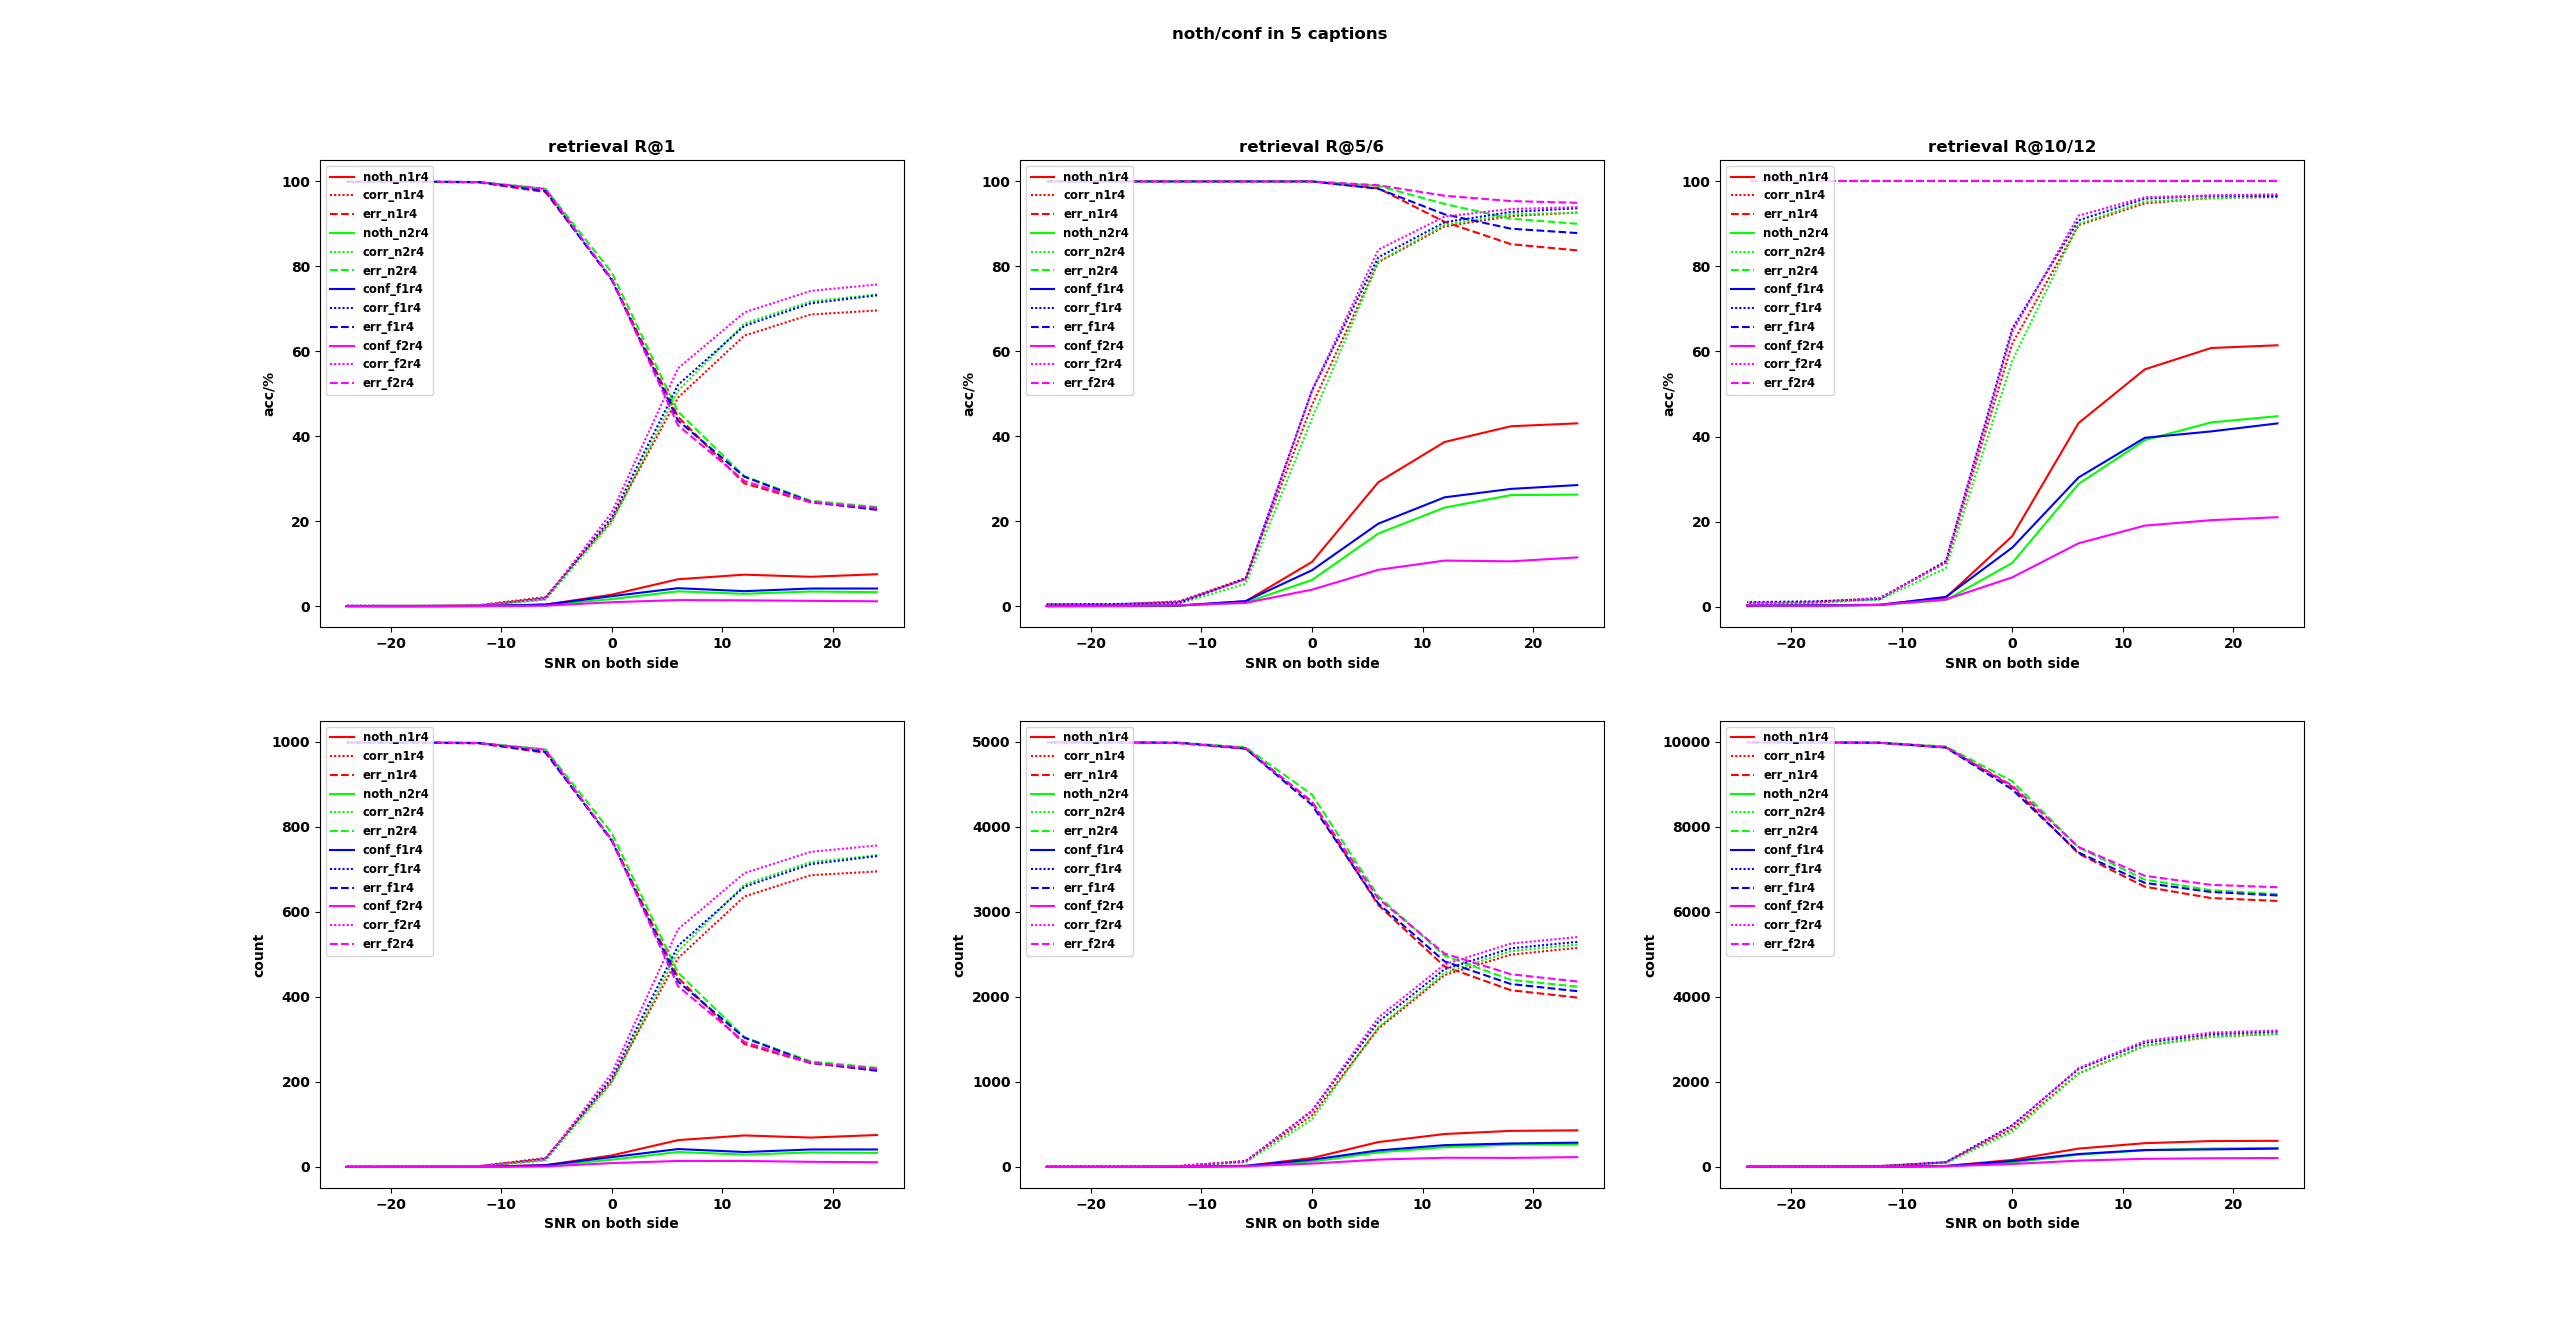 noth/conf in 5 captions
retrieval R@1
acc/%
100
80
60
40
20
0
−20 −10 0 10 20
SNR on both side
noth_n1r4
corr_n1r4
err_n1r4
noth_n2r4
corr_n2r4
err_n2r4
conf_f1r4
corr_f1r4
err_f1r4
conf_f2r4
corr_f2r4
err_f2r4
retrieval R@5/6
acc/%
100
80
60
40
20
0
−20 −10 0 10 20
SNR on both side
noth_n1r4
corr_n1r4
err_n1r4
noth_n2r4
corr_n2r4
err_n2r4
conf_f1r4
corr_f1r4
err_f1r4
conf_f2r4
corr_f2r4
err_f2r4
retrieval R@10/12
acc/%
100
80
60
40
20
0
−20 −10 0 10 20
SNR on both side
noth_n1r4
corr_n1r4
err_n1r4
noth_n2r4
corr_n2r4
err_n2r4
conf_f1r4
corr_f1r4
err_f1r4
conf_f2r4
corr_f2r4
err_f2r4
count
1000
800
600
400
200
0
−20 −10 0 10 20
SNR on both side
noth_n1r4
corr_n1r4
err_n1r4
noth_n2r4
corr_n2r4
err_n2r4
conf_f1r4
corr_f1r4
err_f1r4
conf_f2r4
corr_f2r4
err_f2r4
count
5000
4000
3000
2000
1000
0
−20 −10 0 10 20
SNR on both side
noth_n1r4
corr_n1r4
err_n1r4
noth_n2r4
corr_n2r4
err_n2r4
conf_f1r4
corr_f1r4
err_f1r4
conf_f2r4
corr_f2r4
err_f2r4
count
10000
8000
6000
4000
2000
0
−20 −10 0 10 20
SNR on both side
noth_n1r4
corr_n1r4
err_n1r4
noth_n2r4
corr_n2r4
err_n2r4
conf_f1r4
corr_f1r4
err_f1r4
conf_f2r4
corr_f2r4
err_f2r4